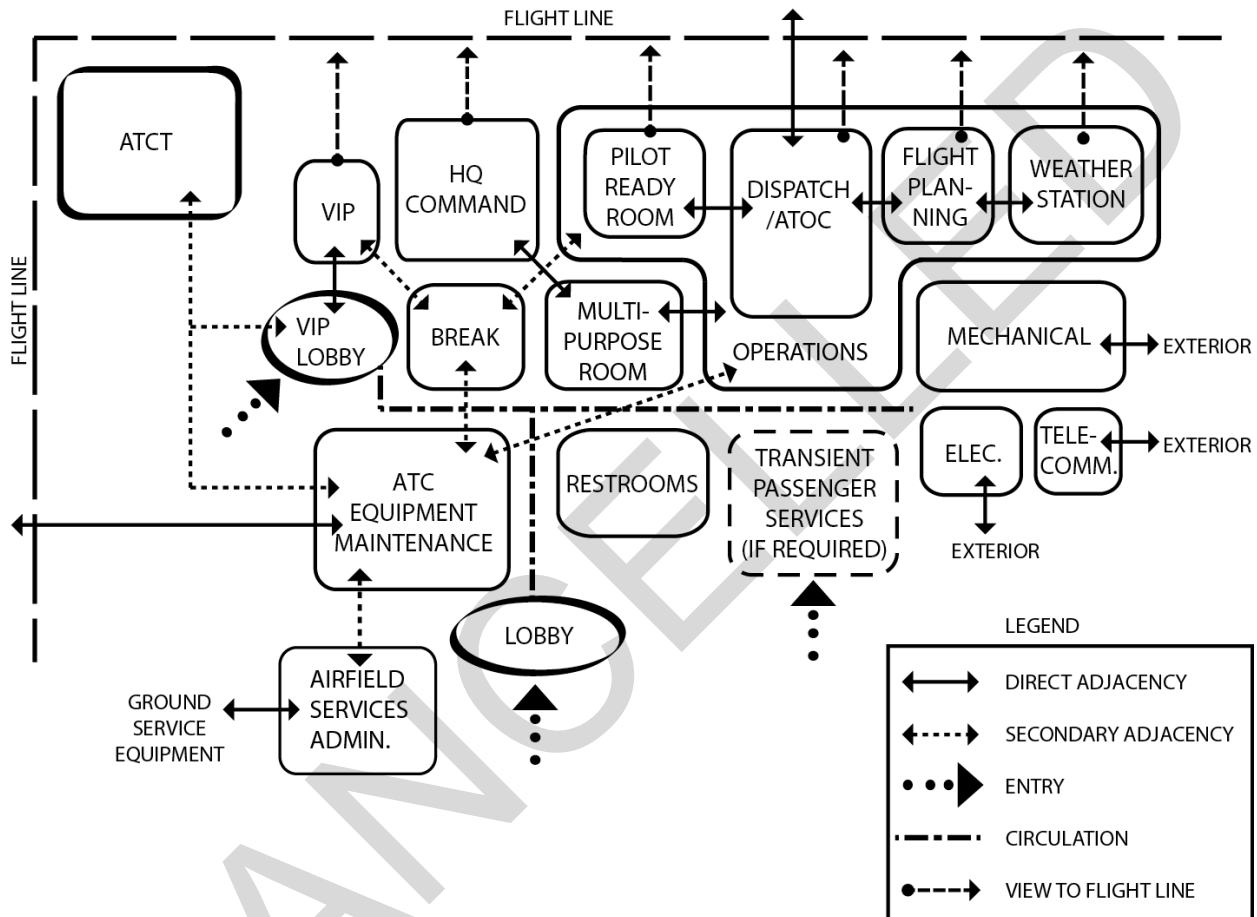 FLIGHT LINE
FLIGHT LINE
ATCT
VIP
HQ
COMMAND
PILOT
READY
ROOM
DISPATCH
/ATOC
FLIGHT
PLAN-
NING
WEATHER
STATION
VIP
LOBBY
BREAK
MULTI-
PURPOSE
ROOM
OPERATIONS
MECHANICAL
EXTERIOR
ATC
EQUIPMENT
MAINTENANCE
RESTROOMS
TRANSIENT
PASSENGER
SERVICES
(IF REQUIRED)
ELEC.
TELE-
COMM.
EXTERIOR
EXTERIOR
LOBBY
AIRFIELD
SERVICES
ADMIN.
GROUND
SERVICE
EQUIPMENT
LEGEND
DIRECT ADJACENCY
SECONDARY ADJACENCY
ENTRY
CIRCULATION
VIEW TO FLIGHT LINE
CANCELLED